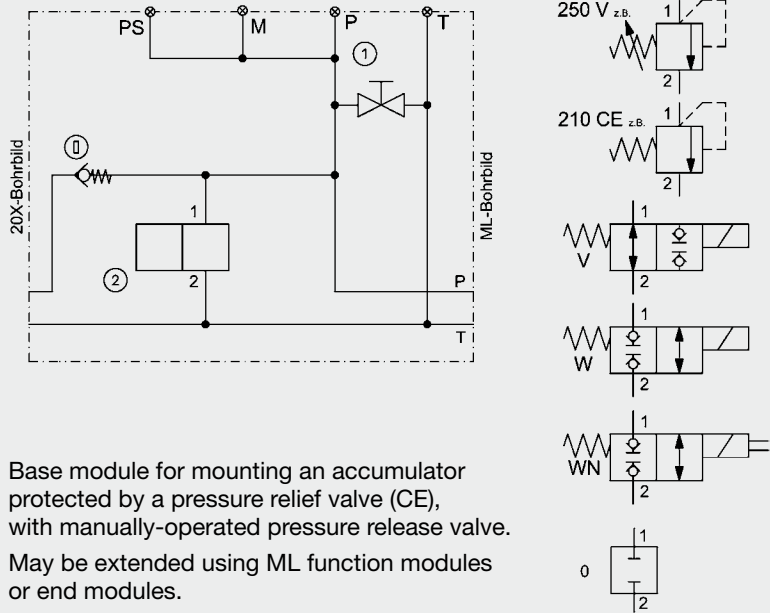 PS M P T
1
20X-Bohrbild
ML-Bohrbild
1
2
2
P
T
250 V z.B.
1
2
210 CE z.B.
1
2
1
V
2
1
W
2
1
WN
2
1
0
2
Base module for mounting an accumulator
protected by a pressure relief valve (CE),
with manually-operated pressure release valve.
May be extended using ML function modules
or end modules.